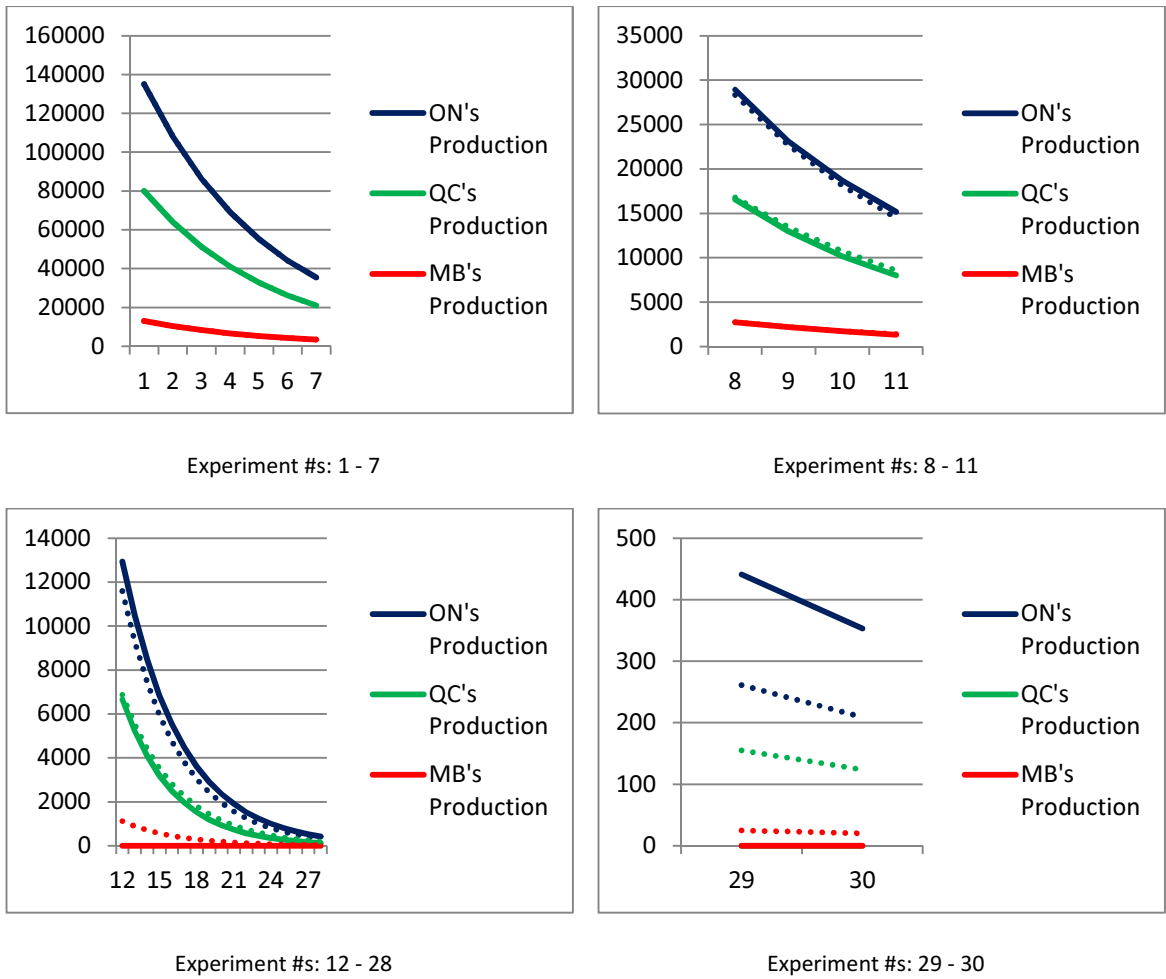 160000
140000
120000
100000
80000
60000
40000
20000
0
1 2 3 4 5 6 7
ON's
Production
QC's
Production
MB's
Production
Experiment #s: 1 - 7
35000
30000
25000
20000
15000
10000
5000
0
8 9 10 11
ON's
Production
QC's
Production
MB's
Production
Experiment #s: 8 - 11
14000
12000
10000
8000
6000
4000
2000
0
12 15 18 21 24 27
ON's
Production
QC's
Production
MB's
Production
Experiment #s: 12 - 28
500
400
300
200
100
0
29 30
ON's
Production
QC's
Production
MB's
Production
Experiment #s: 29 - 30